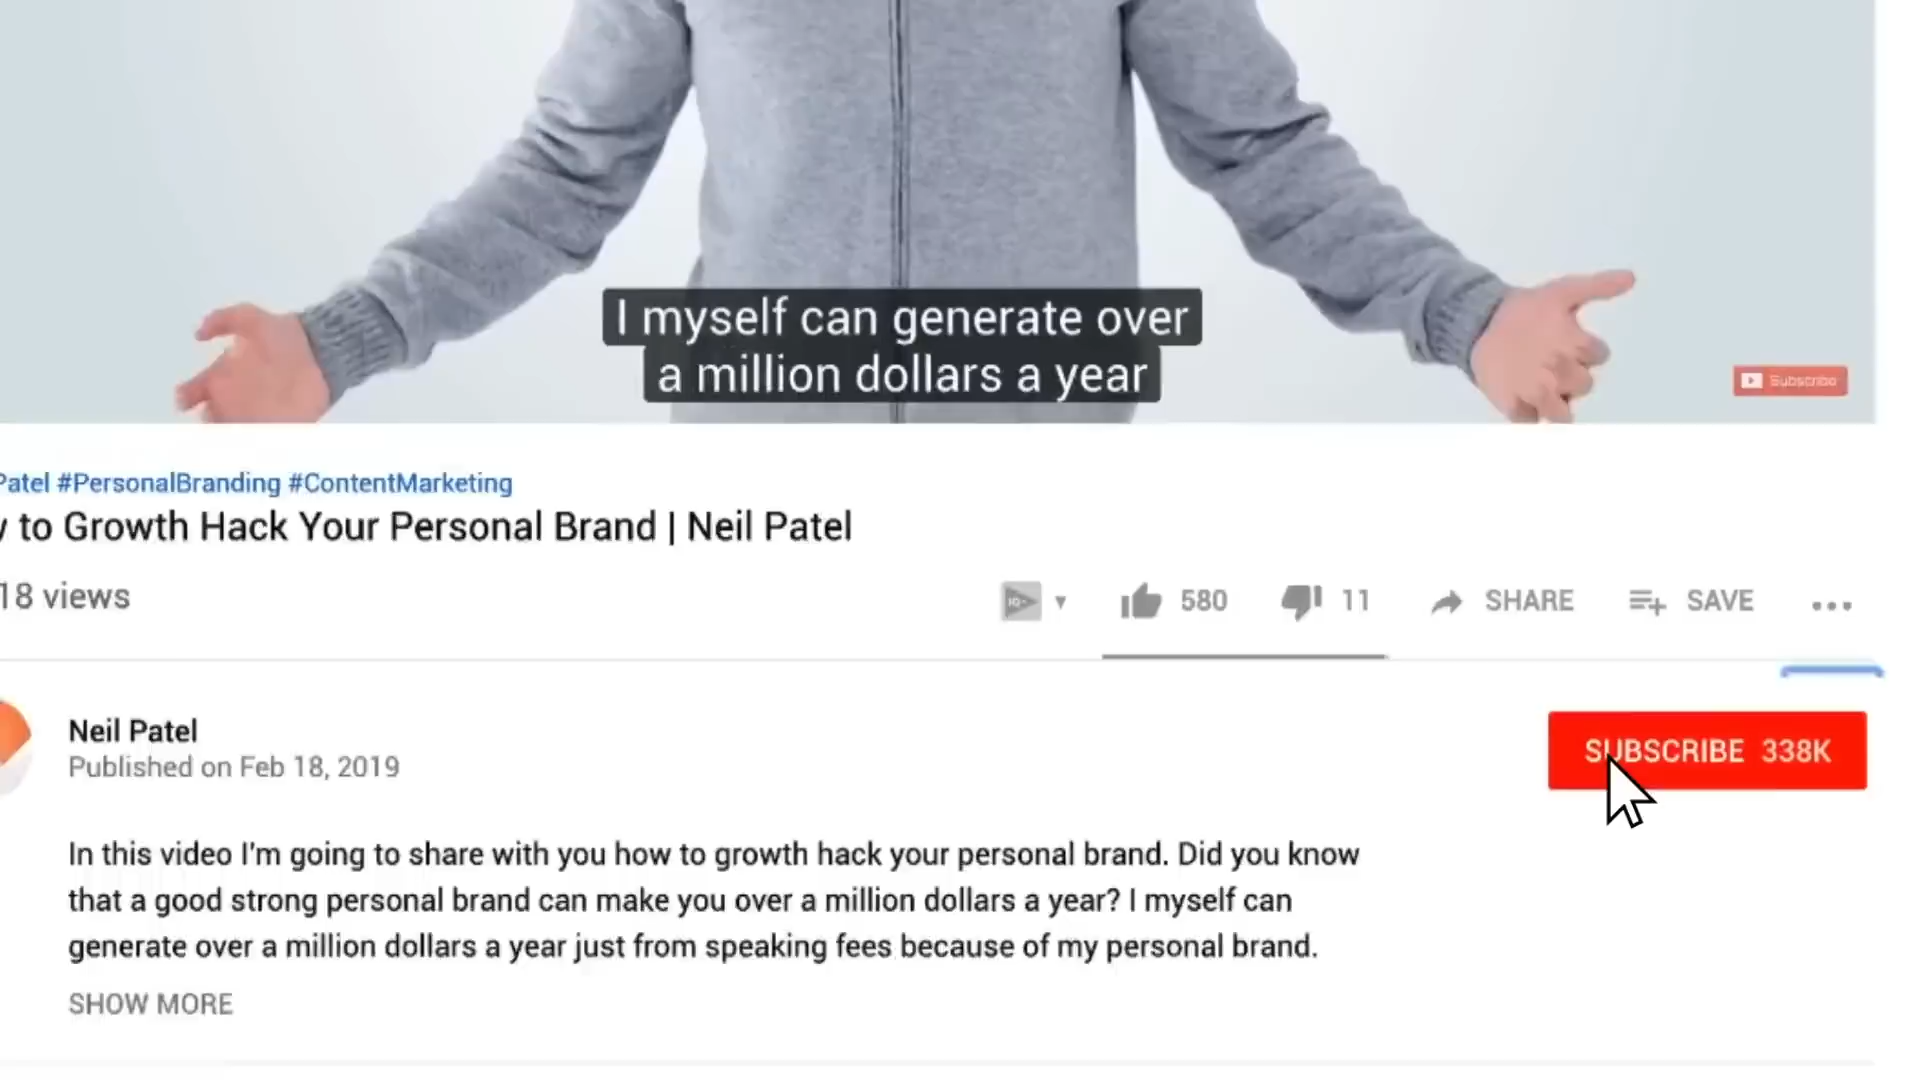 I myself can generate over
a million dollars a year
Subscribe
Patel #PersonalBranding #ContentMarketing
to Growth Hack Your Personal Brand | Neil Patel
18 views
580
11
SHARE
SAVE
Neil Patel
Published on Feb 18, 2019
SUBSCRIBE 338K
In this video I'm going to share with you how to growth hack your personal brand. Did you know
that a good strong personal brand can make you over a million dollars a year? I myself can
generate over a million dollars a year just from speaking fees because of my personal brand.
SHOW MORE